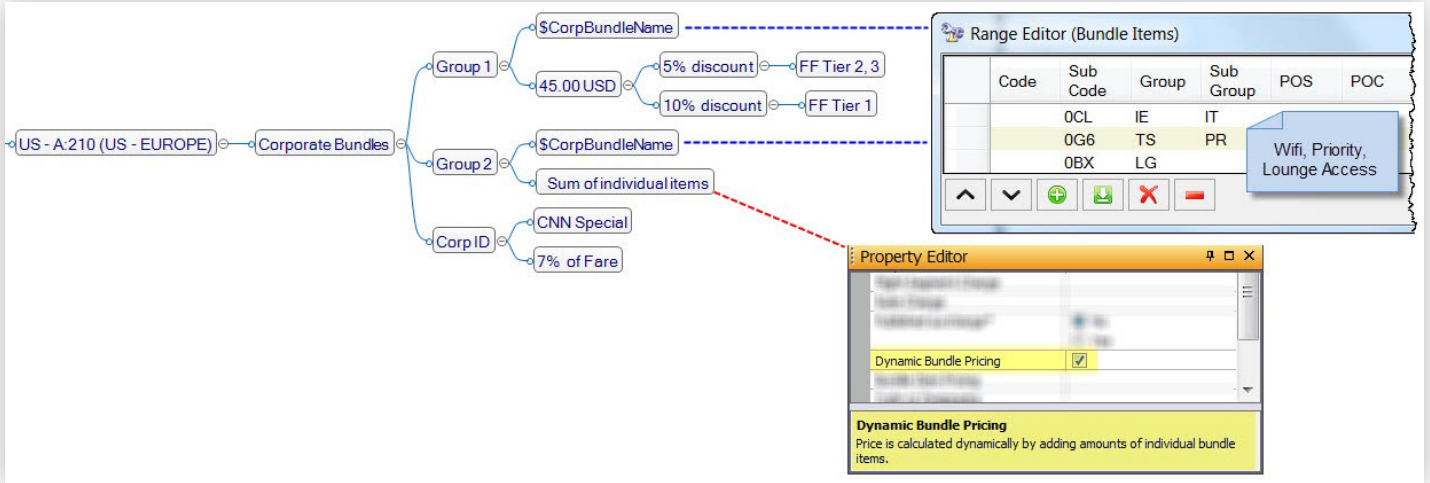 US - A:210 (US - EUROPE)
Corporate Bundles
Group 1
$CorpBundleName
45.00 USD
5% discount
FF Tier 2, 3
10% discount
FF Tier 1
Group 2
$CorpBundleName
Sum of individual items
Corp ID
CNN Special
7% of Fare
Range Editor (Bundle Items)
Code Sub Code Group Sub Group POS POC
0CL IE IT
0G6 TS PR
0BX LG
Wifi, Priority,
Lounge Access
Property Editor
Dynamic Bundle Pricing
Dynamic Bundle Pricing
Price is calculated dynamically by adding amounts of individual bundle
items.